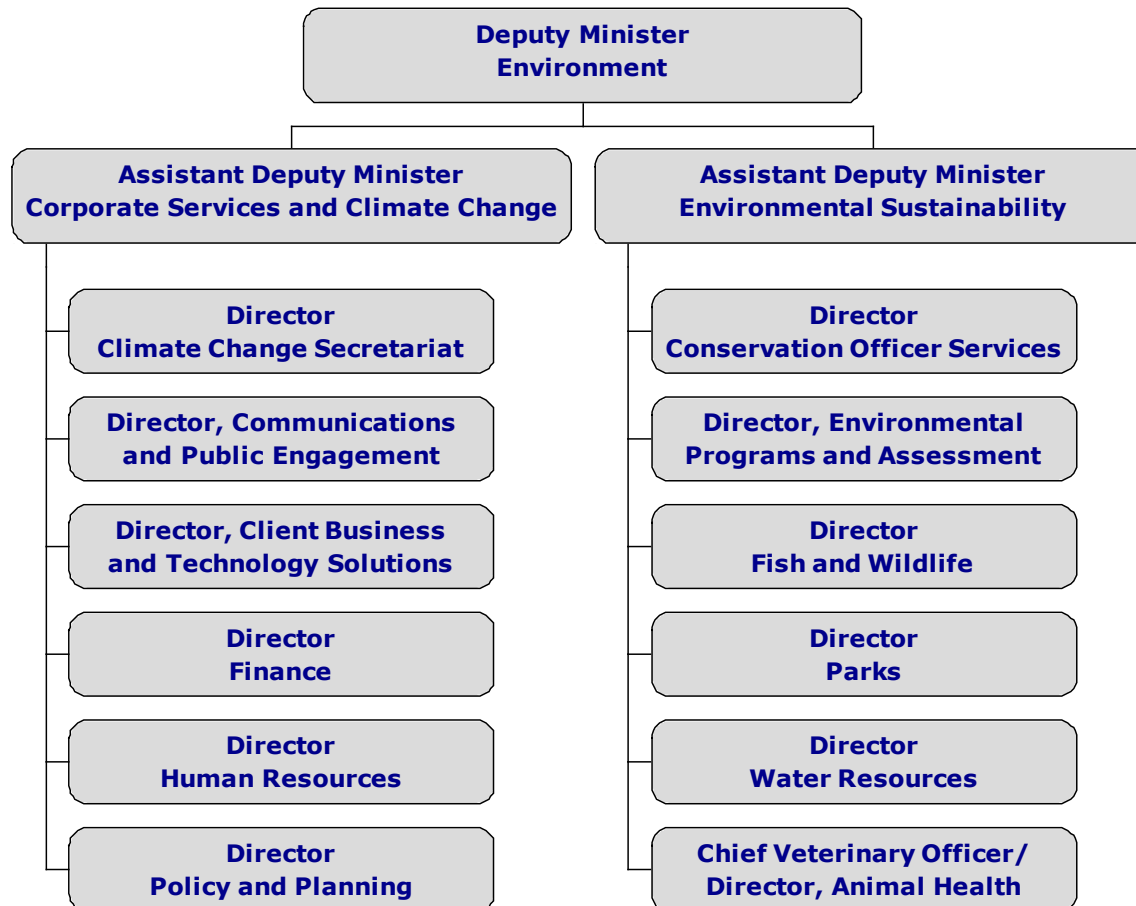 Deputy Minister
Environment
Assistant Deputy Minister
Corporate Services and Climate Change
Assistant Deputy Minister
Environmental Sustainability
Director
Climate Change Secretariat
Director, Communications
and Public Engagement
Director, Client Business
and Technology Solutions
Director
Finance
Director
Human Resources
Director
Policy and Planning
Director
Conservation Officer Services
Director, Environmental
Programs and Assessment
Director
Fish and Wildlife
Director
Parks
Director
Water Resources
Chief Veterinary Officer/
Director, Animal Health